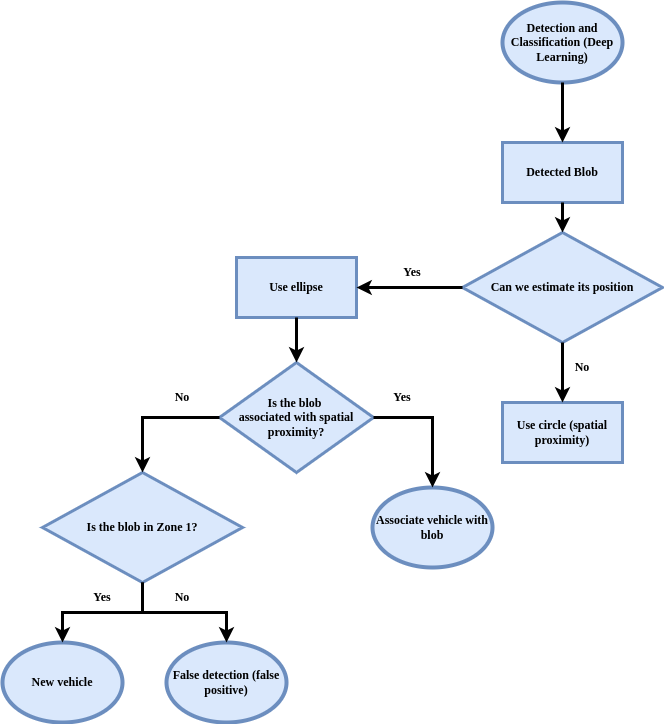 Detection and
Classification (Deep
Learning)
Detected Blob
Can we estimate its position
Yes
Use ellipse
No
Use circle (spatial
proximity)
Is the blob
associated with spatial
proximity?
No
Yes
Associate vehicle with
blob
Is the blob in Zone 1?
Yes
No
New vehicle
False detection (false
positive)